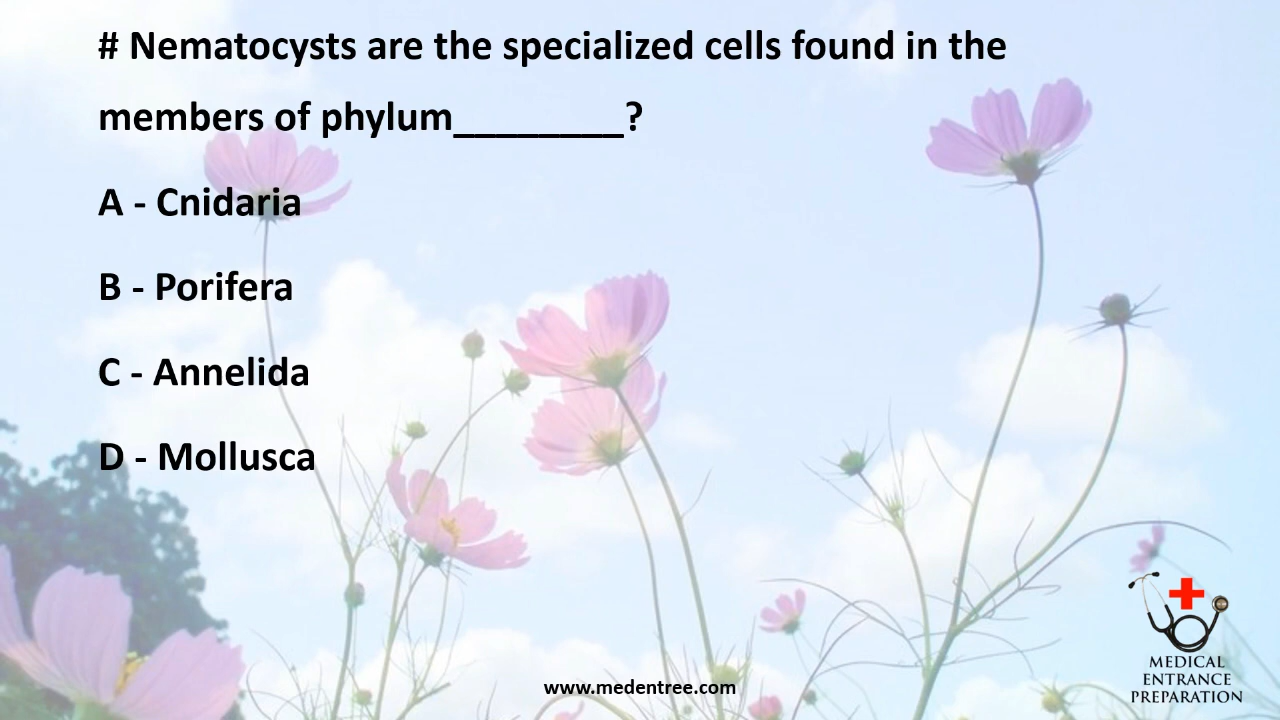 # Nematocysts are the specialized cells found in the
members of phylum________?
A - Cnidaria
B - Porifera
C - Annelida
D - Mollusca
www.medentree.com
MEDICAL
ENTRANCE
PREPARATION